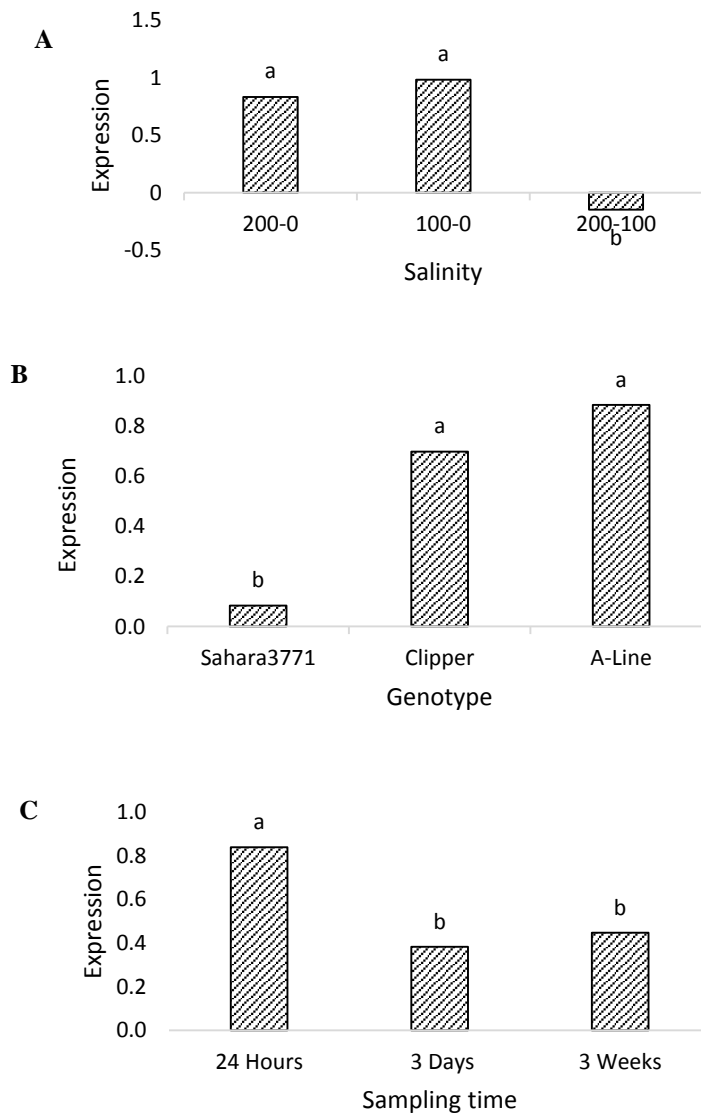 A
1.5
1
0.5
0
-0.5
Expression
a
a
b
200-0
100-0
200-100
Salinity
B
1.0
0.8
0.6
0.4
0.2
0.0
Expression
b
a
a
Sahara3771
Clipper
A-Line
Genotype
C
1.0
0.8
0.6
0.4
0.2
0.0
Expression
a
b
b
24 Hours
3 Days
3 Weeks
Sampling time